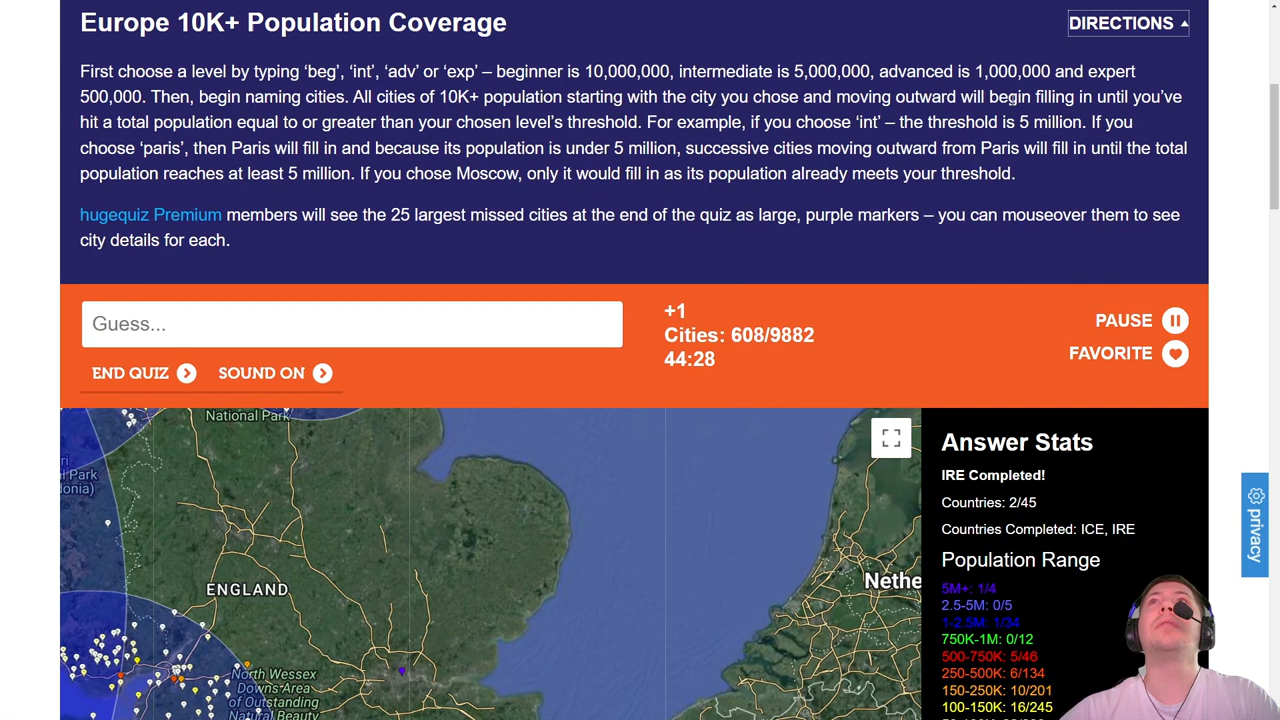 Europe 10K+ Population Coverage
DIRECTIONS
First choose a level by typing ‘beg’, ‘int’, ‘adv’ or ‘exp’ – beginner is 10,000,000, intermediate is 5,000,000, advanced is 1,000,000 and expert
500,000. Then, begin naming cities. All cities of 10K+ population starting with the city you chose and moving outward will begin filling in until you’ve
hit a total population equal to or greater than your chosen level’s threshold. For example, if you choose ‘int’ – the threshold is 5 million. If you
choose ‘paris’, then Paris will fill in and because its population is under 5 million, successive cities moving outward from Paris will fill in until the total
population reaches at least 5 million. If you chose Moscow, only it would fill in as its population already meets your threshold.
hugequiz Premium members will see the 25 largest missed cities at the end of the quiz as large, purple markers – you can mouseover them to see
city details for each.
Guess...
+1
Cities: 608/9882
44:28
PAUSE
FAVORITE
END QUIZ
SOUND ON
National Park
ENGLAND
North Wessex
Downs Area
of Outstanding
Natural Beauty
Nethe
Answer Stats
IRE Completed!
Countries: 2/45
Countries Completed: ICE, IRE
Population Range
5M+: 1/4
2.5-5M: 0/5
1-2.5M: 1/34
750K-1M: 0/12
500-750K: 5/46
250-500K: 6/134
150-250K: 10/201
100-150K: 16/245
privacy